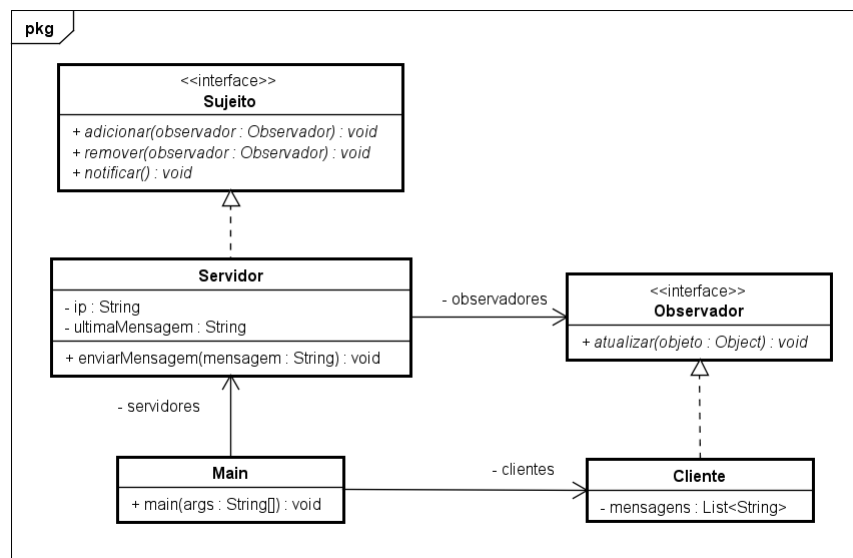 pkg
<<interface>>
Sujeito
+ adicionar(observador : Observador) : void
+ remover(observador : Observador) : void
+ notificar() : void
Servidor
- ip : String
- ultimaMensagem : String
+ enviarMensagem(mensagem : String) : void
- observadores
<<interface>>
Observador
+ atualizar(objeto : Object) : void
- servidores
Main
+ main(args : String[]) : void
- clientes
Cliente
- mensagens : List<String>